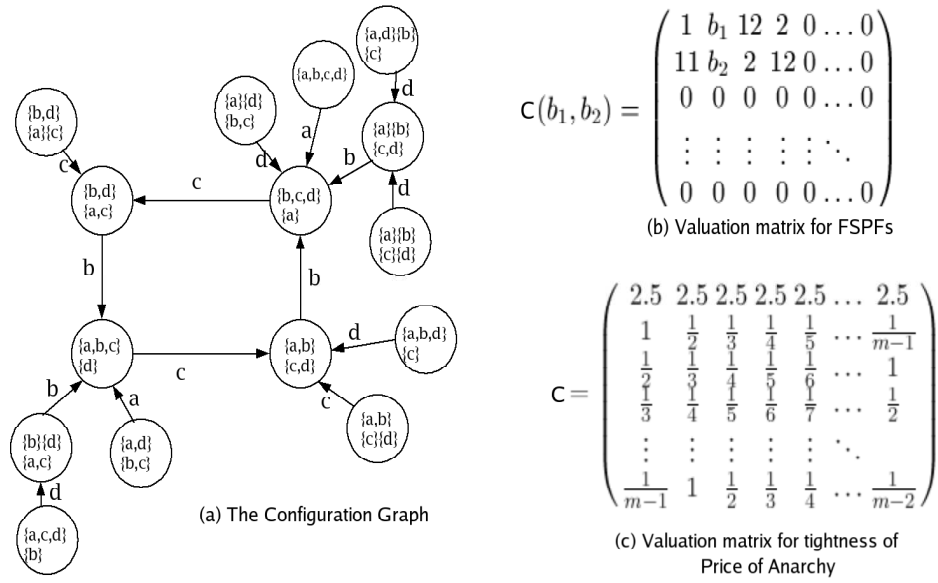 {a,d}{b}
{c}
{a,b,c,d}
d
{a}{d}
{b,c}
{b,d}
{a}{c}
a
{a}{b}
{c,d}
d
b
c
c
d
{b,d}
{a,c}
{b,c,d}
{a}
{a}{b}
{c}{d}
b
b
{a,b,d}
{c}
d
{a,b,c}
{d}
c
{a,b}
{c,d}
b
a
c
{a,b}
{c}{d}
{b}{d}
{a,c}
{a,d}
{b,c}
d
{a,c,d}
{b}
(a) The Configuration Graph
C(b₁, b₂) =
1 b₁ 12 2 0 … 0
11 b₂ 2 12 0 … 0
0 0 0 0 0 … 0
⋮ ⋮ ⋮ ⋮ ⋮ ⋱
0 0 0 0 0 … 0
(b) Valuation matrix for FSPFs
C =
2.5 2.5 2.5 2.5 2.5 … 2.5
1 1/2 1/3 1/4 1/5 … 1/(m−1)
1/2 1/3 1/4 1/5 1/6 … 1
1/3 1/4 1/5 1/6 1/7 … 1/2
⋮ ⋮ ⋮ ⋮ ⋮ ⋱
1/(m−1) 1 1/2 1/3 1/4 … 1/(m−2)
(c) Valuation matrix for tightness of
Price of Anarchy